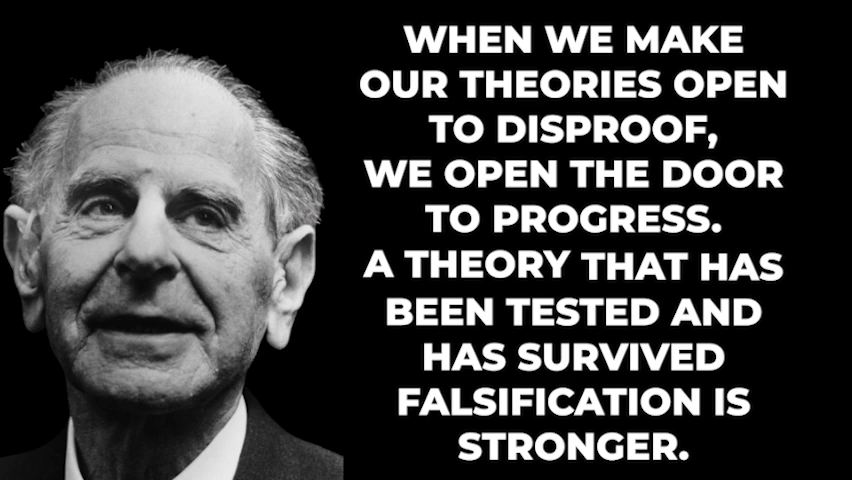 WHEN WE MAKE
OUR THEORIES OPEN
TO DISPROOF,
WE OPEN THE DOOR
TO PROGRESS.
A THEORY THAT HAS
BEEN TESTED AND
HAS SURVIVED
FALSIFICATION IS
STRONGER.